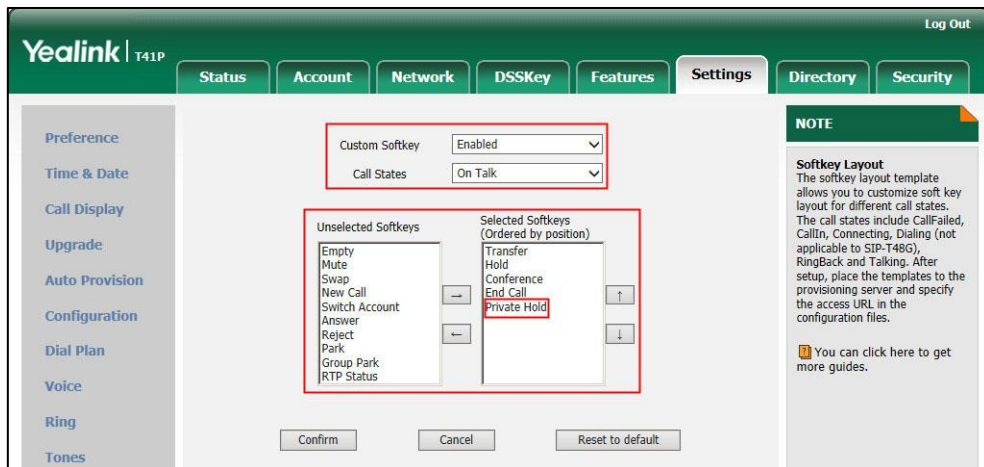 Log Out
Yealink T41P
Status Account Network DSSKey Features Settings Directory Security
Preference
Time & Date
Call Display
Upgrade
Auto Provision
Configuration
Dial Plan
Voice
Ring
Tones
Custom Softkey Enabled
Call States On Talk
Unselected Softkeys
Empty
Mute
Swap
New Call
Switch Account
Answer
Reject
Park
Group Park
RTP Status
→
←
Selected Softkeys
(Ordered by position)
Transfer
Hold
Conference
End Call
Private Hold
↑
↓
Confirm Cancel Reset to default
NOTE
Softkey Layout
The softkey layout template
allows you to customize soft key
layout for different call states.
The call states include CallFailed,
CallIn, Connecting, Dialing (not
applicable to SIP-T48G),
RingBack and Talking. After
setup, place the templates to the
provisioning server and specify
the access URL in the
configuration files.
You can click here to get
more guides.